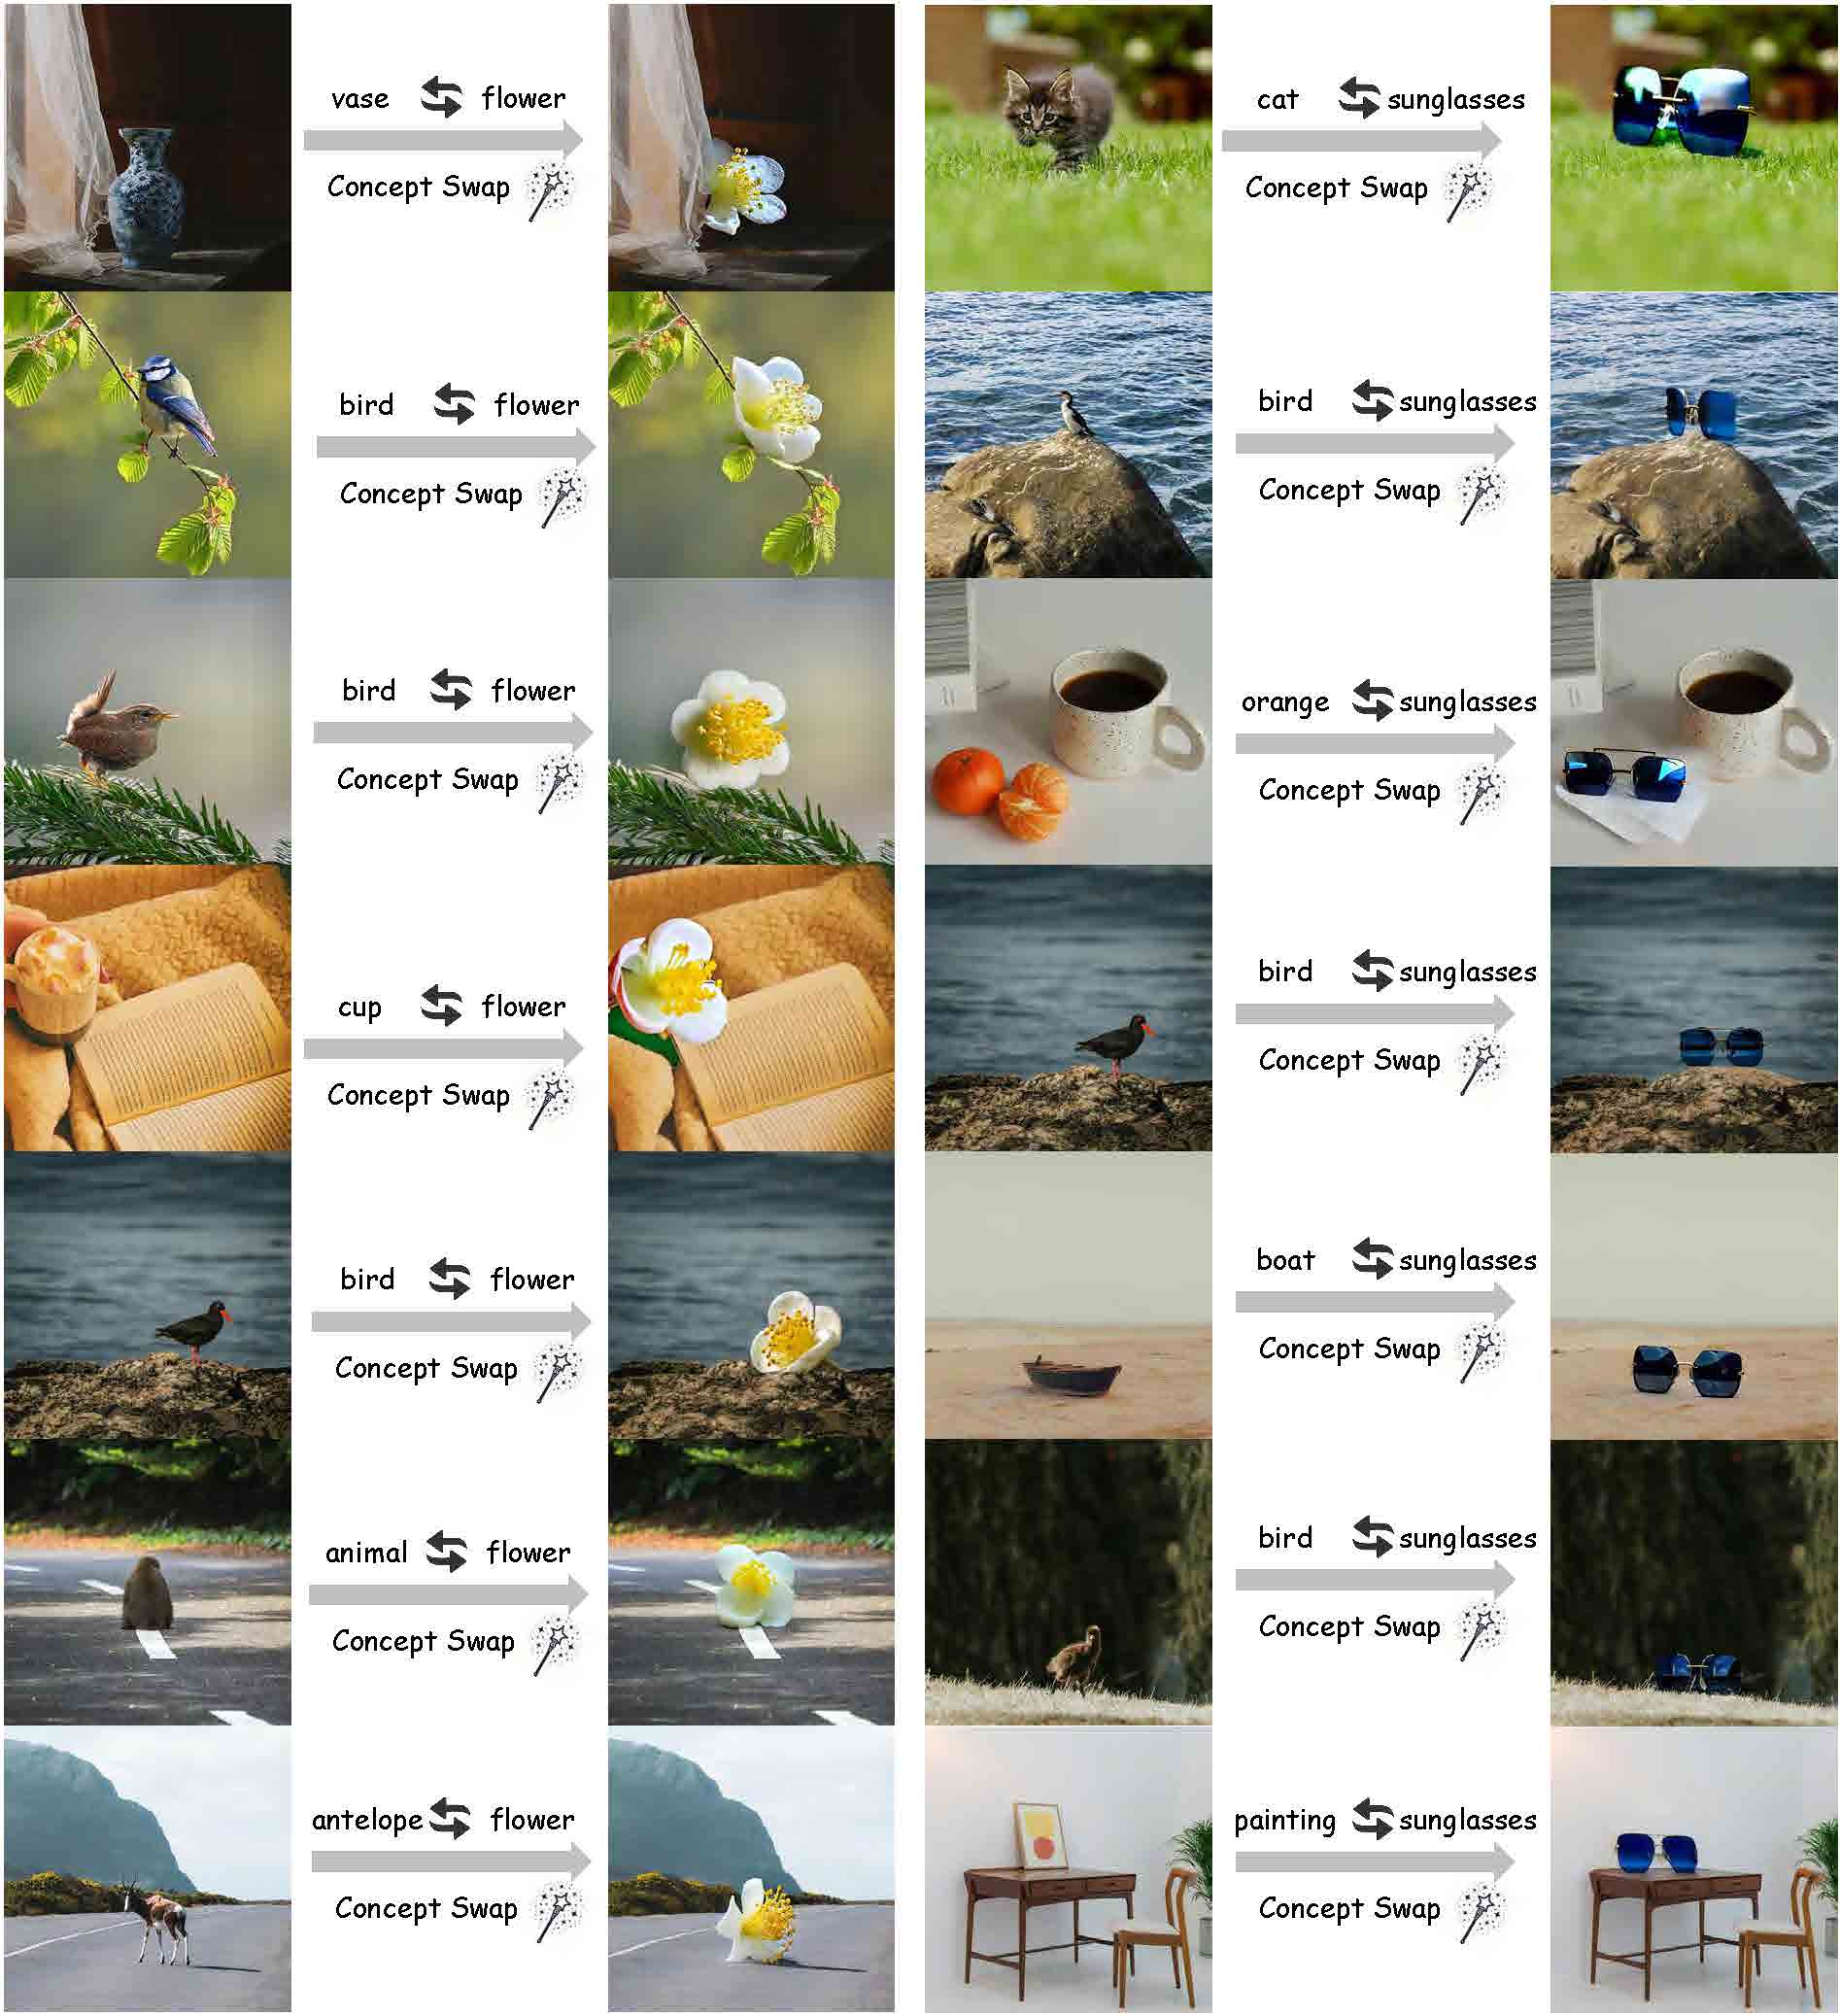 vase flower
Concept Swap
bird flower
Concept Swap
bird flower
Concept Swap
cup flower
Concept Swap
bird flower
Concept Swap
animal flower
Concept Swap
antelope flower
Concept Swap
cat sunglasses
Concept Swap
bird sunglasses
Concept Swap
orange sunglasses
Concept Swap
bird sunglasses
Concept Swap
boat sunglasses
Concept Swap
bird sunglasses
Concept Swap
painting sunglasses
Concept Swap